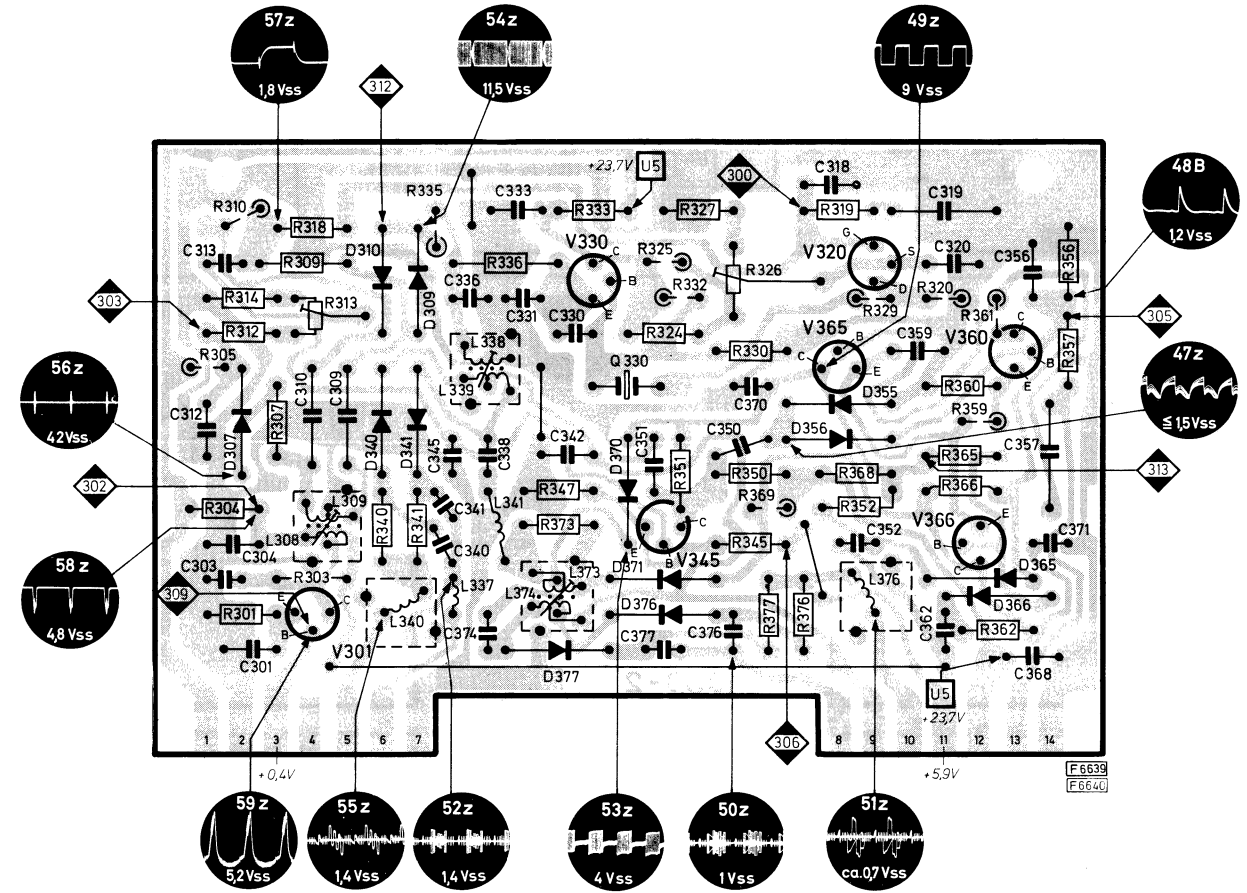 57z
1,8 Vss
54z
11,5 Vss
49z
9 Vss
312
+23,7V
U5
300
C318
48B
1,2 Vss
R310
R335
C333
R333
R327
R319
C319
R318
D310
V330
C
B
E
R325
V320
G
S
D
C320
C356
R356
C313
R309
R336
R326
R332
R314
R313
D309
C336
C331
R329
R320
R361
303
R312
C330
R324
V365
B
C
E
C359
V360
C
B
E
305
R357
R305
L338
L339
Q330
R330
47z
≦1,5Vss
56z
42Vss
C312
D307
R307
C310
C309
D340
D341
C370
D355
R360
R359
D356
C350
C345
C338
C342
D370
C351
R351
C357
302
R350
R368
R365
313
R366
R304
L309
L308
R340
R341
C341
L341
R347
R369
R352
R373
C340
C
E
B
V345
R345
C352
V366
E
B
C
C371
C304
C303
R303
L337
L373
L374
D371
L376
D365
58z
4,8 Vss
309
E
C
B
R301
L340
D376
R377
R376
D366
C301
V301
C374
C377
C376
C362
R362
D377
C368
U5
+23,7V
306
1
2
3
4
5
6
7
8
9
10
11
12
13
14
+0,4V
+5,9V
F6639
F6640
59z
5,2Vss
55z
1,4 Vss
52z
1,4 Vss
53z
4 Vss
50z
1 Vss
51z
ca.0,7 Vss